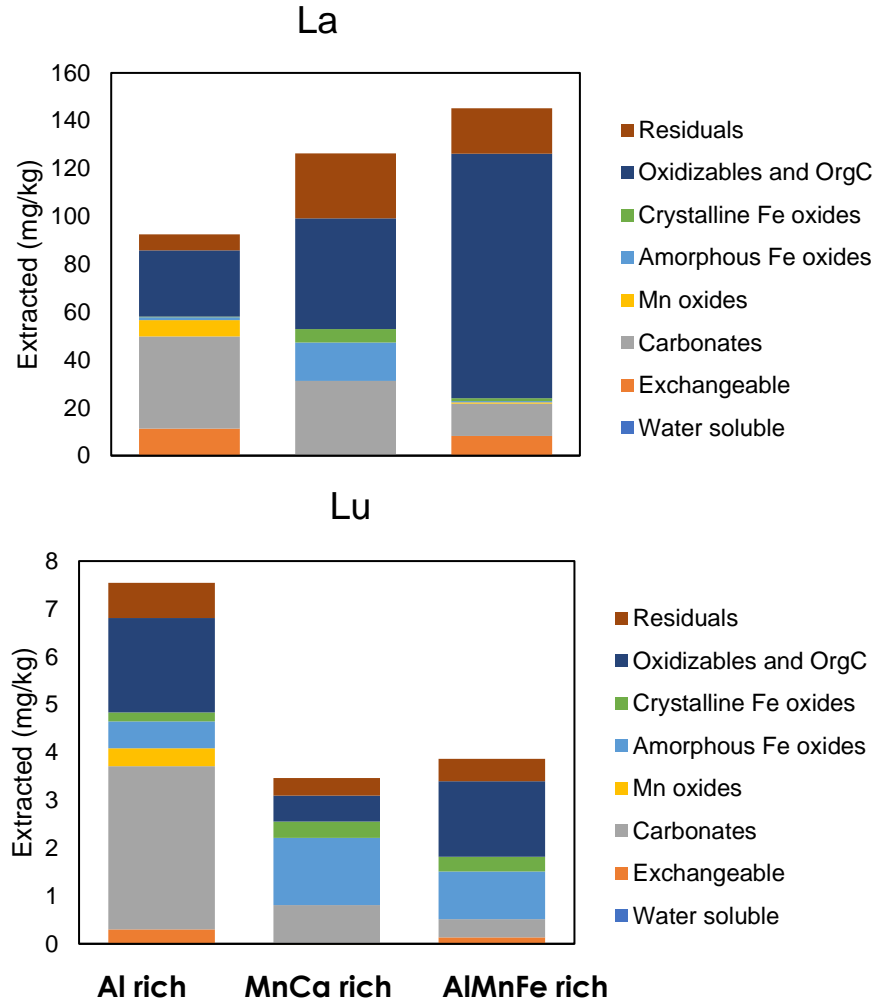 La
Extracted (mg/kg)
160
140
120
100
80
60
40
20
0
Residuals
Oxidizables and OrgC
Crystalline Fe oxides
Amorphous Fe oxides
Mn oxides
Carbonates
Exchangeable
Water soluble
Lu
Extracted (mg/kg)
8
7
6
5
4
3
2
1
0
Residuals
Oxidizables and OrgC
Crystalline Fe oxides
Amorphous Fe oxides
Mn oxides
Carbonates
Exchangeable
Water soluble
Al rich MnCa rich AlMnFe rich